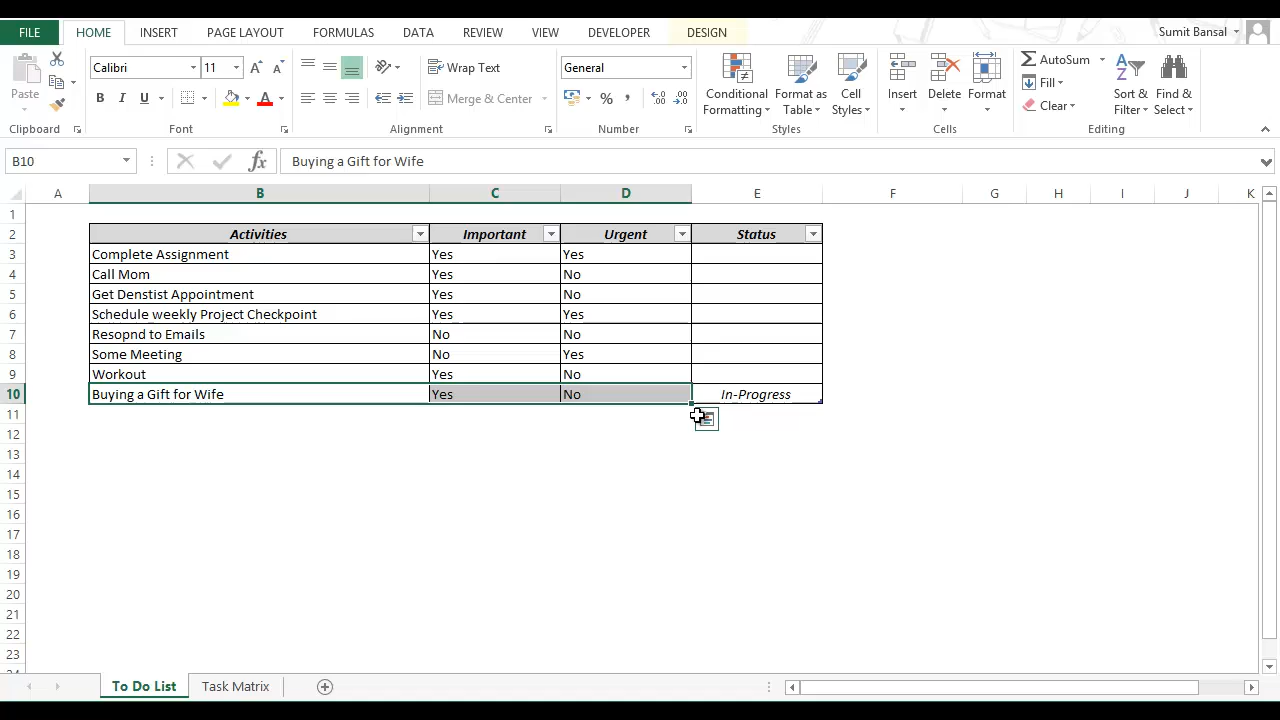 FILE HOME INSERT PAGE LAYOUT FORMULAS DATA REVIEW VIEW DEVELOPER DESIGN Sumit Bansal
Paste
Calibri 11
B I U A A A
Wrap Text
Merge & Center
General
% ,
Conditional Formatting
Format as Table
Cell Styles
Insert
Delete
Format
AutoSum
Fill
Clear
Sort & Filter
Find & Select
Clipboard Font Alignment Number Styles Cells Editing
B10 fx Buying a Gift for Wife
A B C D E F G H I J K
1
2 Activities Important Urgent Status
3 Complete Assignment Yes Yes
4 Call Mom Yes No
5 Get Denstist Appointment Yes No
6 Schedule weekly Project Checkpoint Yes Yes
7 Resopnd to Emails No No
8 Some Meeting No Yes
9 Workout Yes No
10 Buying a Gift for Wife Yes No In-Progress
11
12
13
14
15
16
17
18
19
20
21
22
23
To Do List Task Matrix